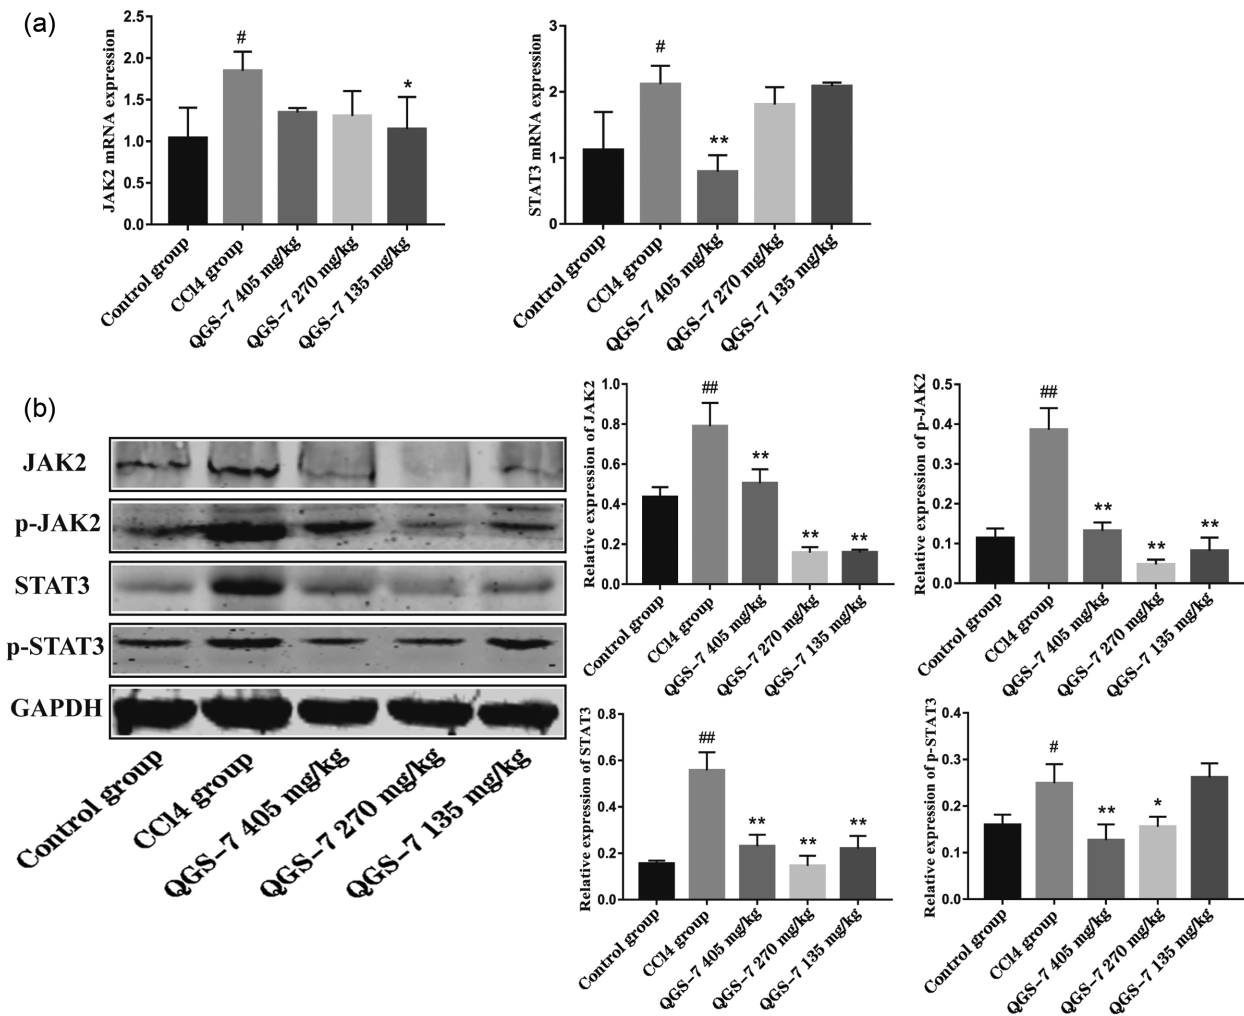 (a)
JAK2 mRNA expression
2.5
2.0
1.5
1.0
0.5
0.0
#
*
Control group
CCl4 group
QGS-7 405 mg/kg
QGS-7 270 mg/kg
QGS-7 135 mg/kg
STAT3 mRNA expression
3
2
1
0
#
**
Control group
CCl4 group
QGS-7 405 mg/kg
QGS-7 270 mg/kg
QGS-7 135 mg/kg
(b)
JAK2
p-JAK2
STAT3
p-STAT3
GAPDH
Control group
CCl4 group
QGS-7 405 mg/kg
QGS-7 270 mg/kg
QGS-7 135 mg/kg
Relative expression of JAK2
1.0
0.8
0.6
0.4
0.2
0.0
##
**
**
**
Control group
CCl4 group
QGS-7 405 mg/kg
QGS-7 270 mg/kg
QGS-7 135 mg/kg
Relative expression of p-JAK2
0.5
0.4
0.3
0.2
0.1
0.0
##
**
**
**
Control group
CCl4 group
QGS-7 405 mg/kg
QGS-7 270 mg/kg
QGS-7 135 mg/kg
Relative expression of STAT3
0.8
0.6
0.4
0.2
0.0
##
**
**
**
Control group
CCl4 group
QGS-7 405 mg/kg
QGS-7 270 mg/kg
QGS-7 135 mg/kg
Relative expression of p-STAT3
0.4
0.3
0.2
0.1
0.0
#
**
*
Control group
CCl4 group
QGS-7 405 mg/kg
QGS-7 270 mg/kg
QGS-7 135 mg/kg